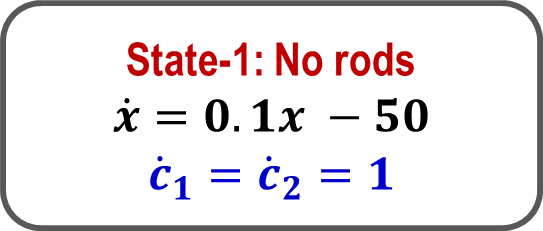 State-1: No rods
ẋ = 0.1x − 50
ċ₁ = ċ₂ = 1